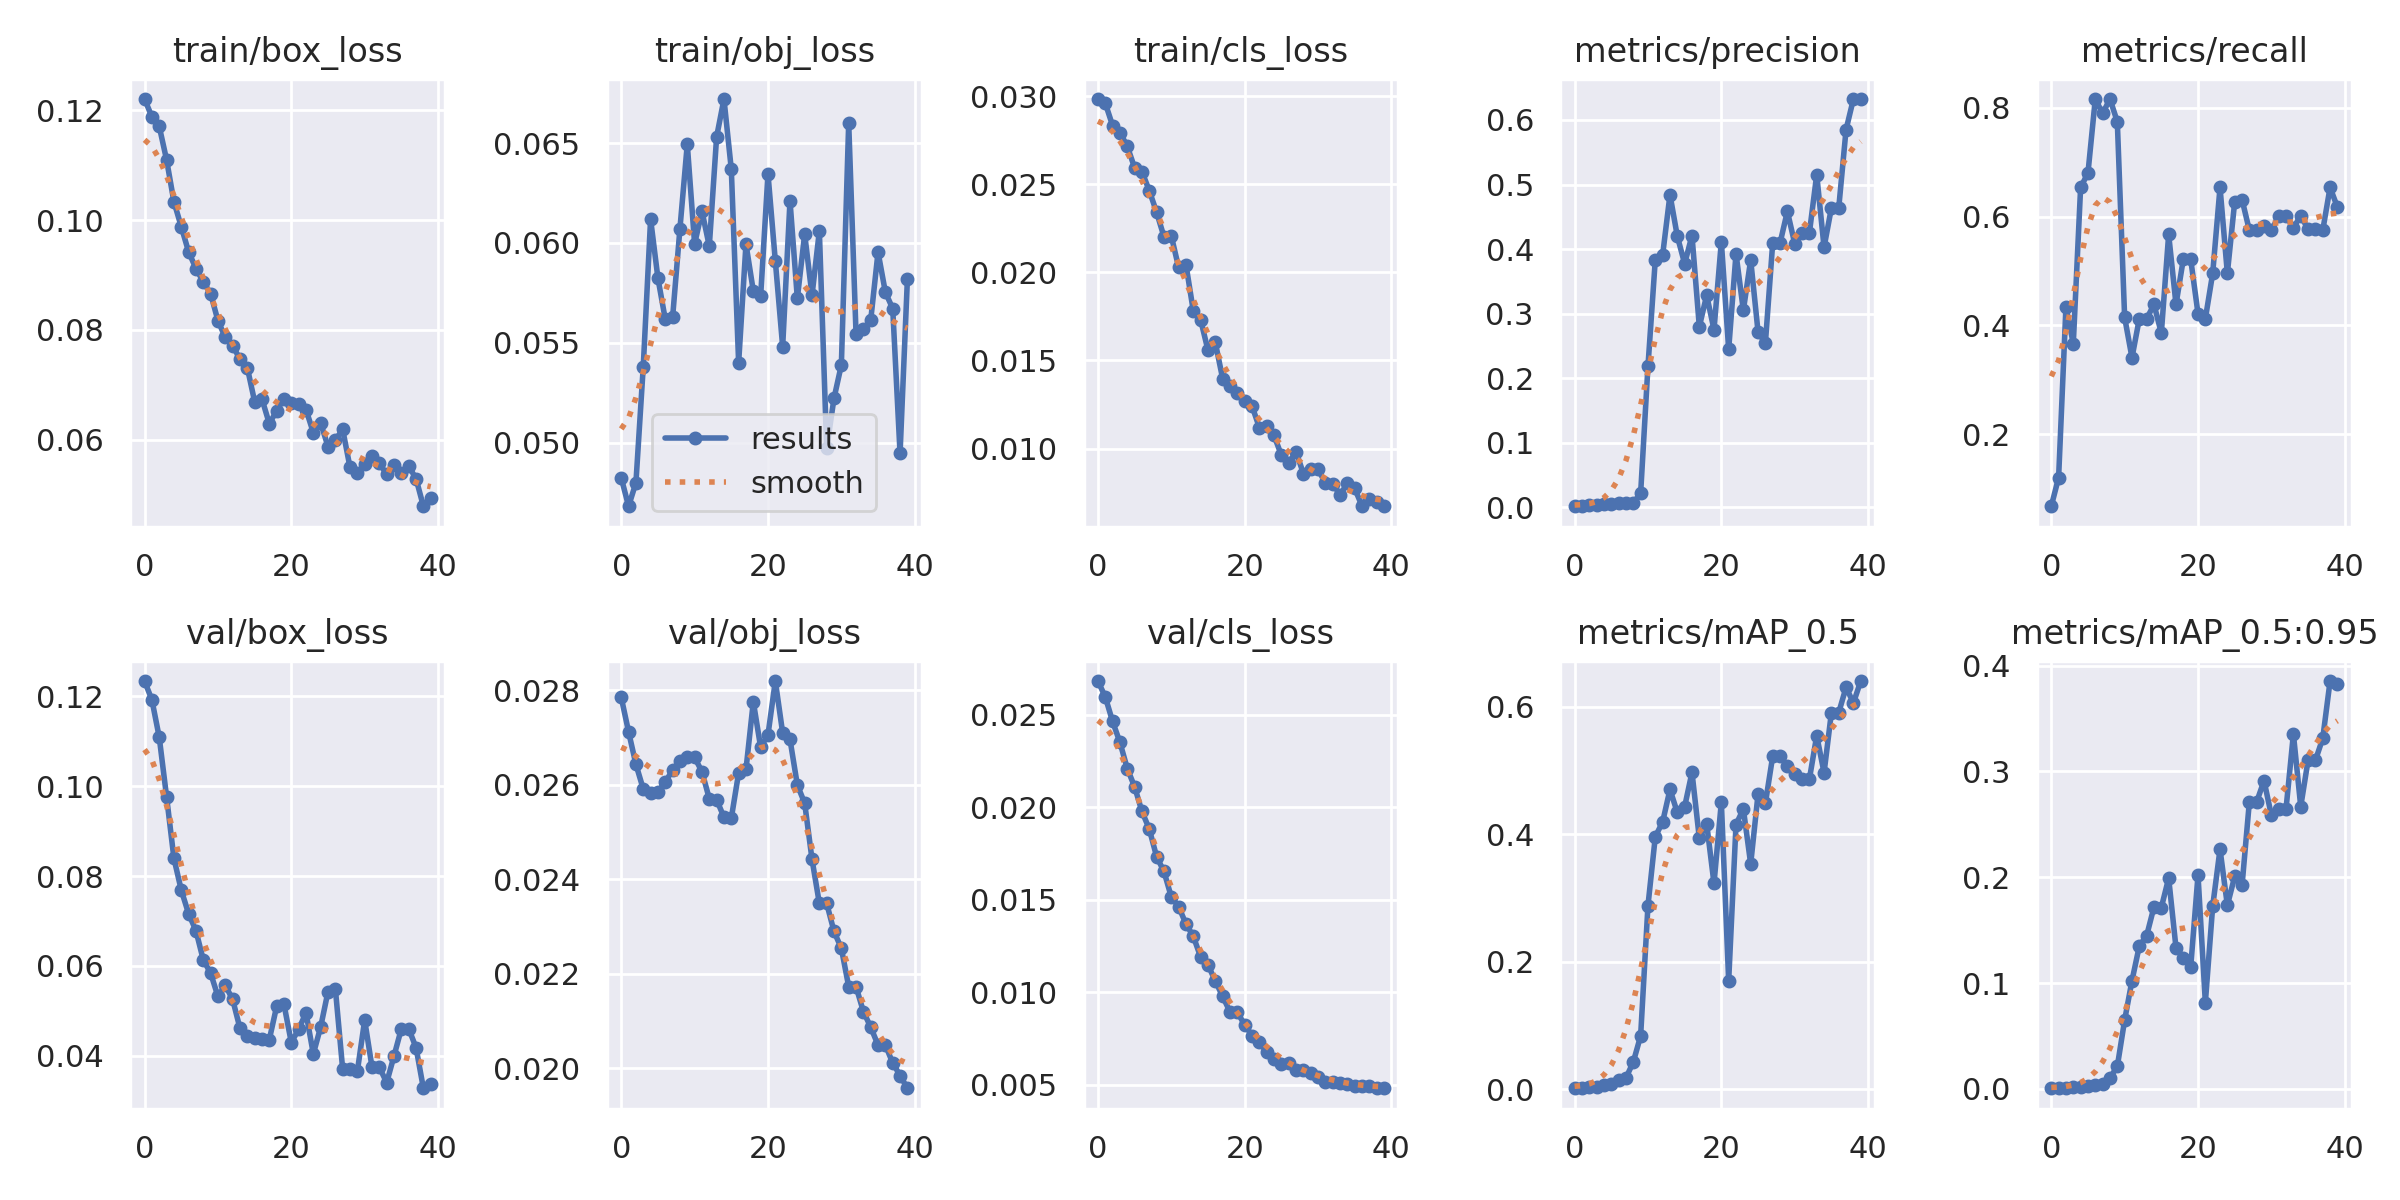 train/box_loss
0.12
0.10
0.08
0.06
0 20 40
train/obj_loss
0.065
0.060
0.055
0.050
results
smooth
0 20 40
train/cls_loss
0.030
0.025
0.020
0.015
0.010
0 20 40
metrics/precision
0.6
0.5
0.4
0.3
0.2
0.1
0.0
0 20 40
metrics/recall
0.8
0.6
0.4
0.2
0 20 40
val/box_loss
0.12
0.10
0.08
0.06
0.04
0 20 40
val/obj_loss
0.028
0.026
0.024
0.022
0.020
0 20 40
val/cls_loss
0.025
0.020
0.015
0.010
0.005
0 20 40
metrics/mAP_0.5
0.6
0.4
0.2
0.0
0 20 40
metrics/mAP_0.5:0.95
0.4
0.3
0.2
0.1
0.0
0 20 40